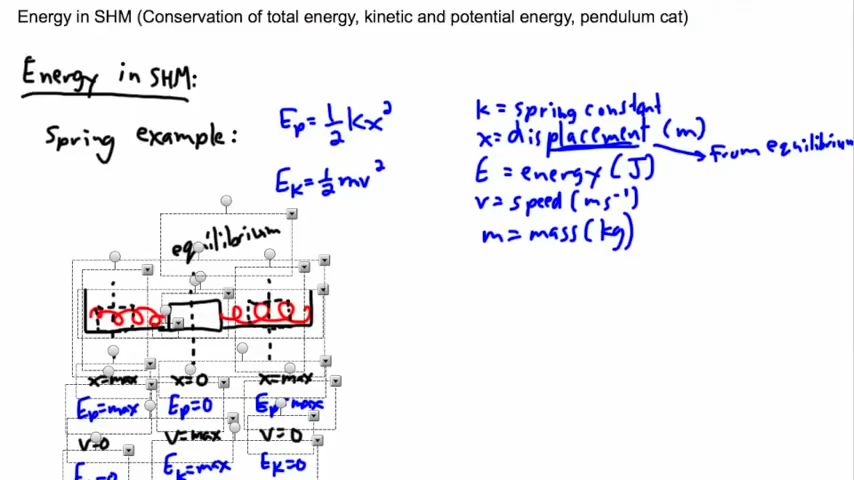 Energy in SHM (Conservation of total energy, kinetic and potential energy, pendulum cat)
Energy in SHM:
Spring example:
Ep=½kx²
Ek=½mv²
k=spring constant
x=displacement (m)
→From equilibrium
E=energy (J)
v=speed (ms⁻¹)
m=mass (kg)
equilibrium
x=max x=0 x=max
Ep=max Ep=0 Ep=max
v=0 v=max v=0
Ek=0 Ek=max Ek=0